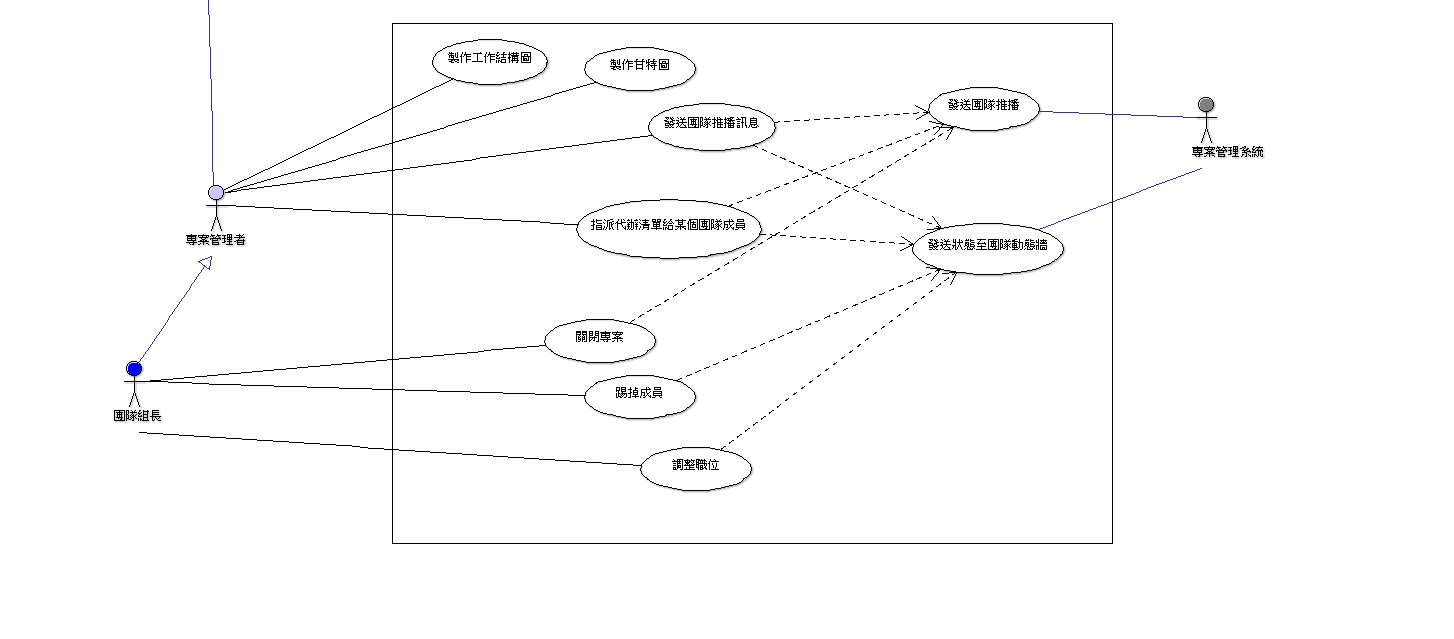 製作工作結構圖
製作甘特圖
發送團隊推播
發送團隊推播訊息
專案管理系統
指派代辦清單給某個團隊成員
專案管理者
發送狀態至團隊動態牆
關閉專案
踢掉成員
團隊組長
調整職位